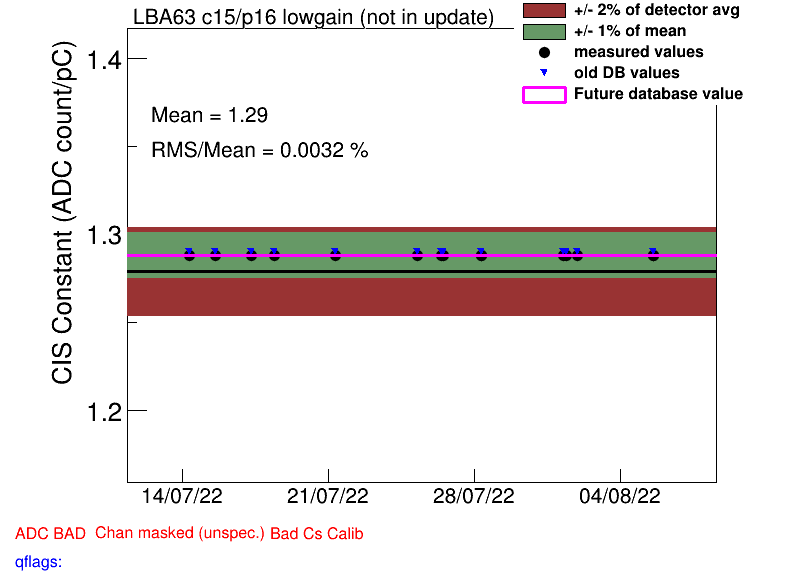 LBA63 c15/p16 lowgain (not in update)
+/- 2% of detector avg
+/- 1% of mean
measured values
old DB values
Future database value
Mean = 1.29
RMS/Mean = 0.0032 %
CIS Constant (ADC count/pC)
1.4
1.3
1.2
14/07/22 21/07/22 28/07/22 04/08/22
ADC BAD Chan masked (unspec.) Bad Cs Calib
qflags: